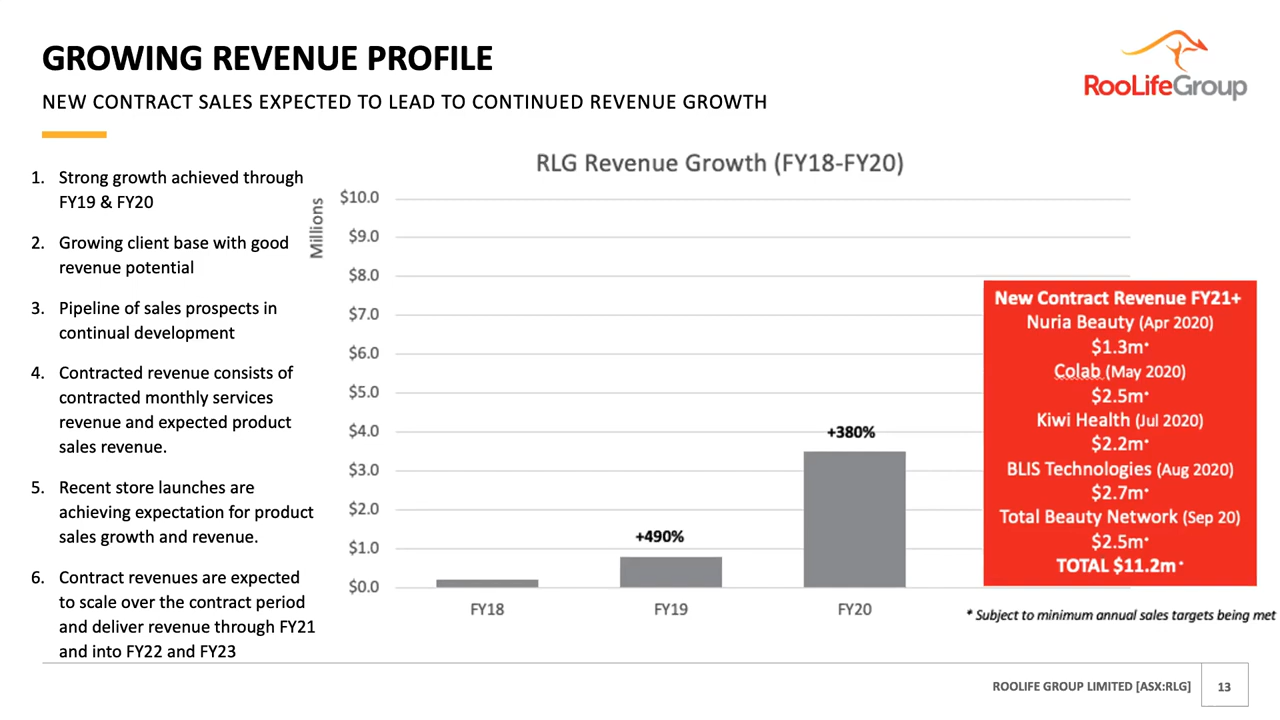 GROWING REVENUE PROFILE
NEW CONTRACT SALES EXPECTED TO LEAD TO CONTINUED REVENUE GROWTH
RooLifeGroup
1. Strong growth achieved through
FY19 & FY20
2. Growing client base with good
revenue potential
3. Pipeline of sales prospects in
continual development
4. Contracted revenue consists of
contracted monthly services
revenue and expected product
sales revenue.
5. Recent store launches are
achieving expectation for product
sales growth and revenue.
6. Contract revenues are expected
to scale over the contract period
and deliver revenue through FY21
and into FY22 and FY23
RLG Revenue Growth (FY18-FY20)
Millions
$10.0
$9.0
$8.0
$7.0
$6.0
$5.0
$4.0
$3.0
$2.0
$1.0
$0.0
+490%
+380%
FY18
FY19
FY20
New Contract Revenue FY21+
Nuria Beauty (Apr 2020)
$1.3m*
Colab (May 2020)
$2.5m*
Kiwi Health (Jul 2020)
$2.2m*
BLIS Technologies (Aug 2020)
$2.7m*
Total Beauty Network (Sep 20)
$2.5m*
TOTAL $11.2m*
* Subject to minimum annual sales targets being met
ROOLIFE GROUP LIMITED [ASX:RLG]
13